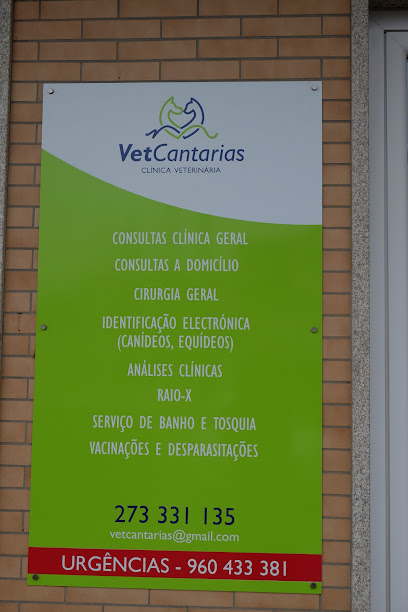 VetCantarias
CLÍNICA VETERINÁRIA
CONSULTAS CLÍNICA GERAL
CONSULTAS A DOMICÍLIO
CIRURGIA GERAL
IDENTIFICAÇÃO ELECTRÓNICA
(CANÍDEOS, EQUÍDEOS)
ANÁLISES CLÍNICAS
RAIO-X
SERVIÇO DE BANHO E TOSQUIA
VACINAÇÕES E DESPARASITAÇÕES
273 331 135
vetcantarias@gmail.com
URGÊNCIAS - 960 433 381